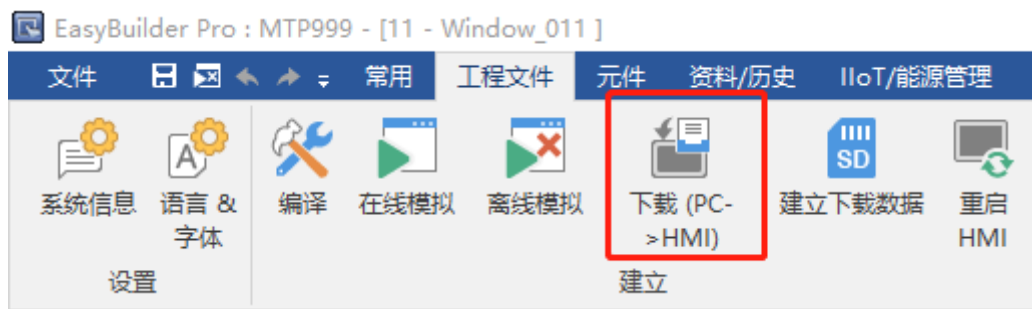 EasyBuilder Pro : MTP999 - [11 - Window_011 ]
文件 常用 工程文件 元件 资料/历史 IIoT/能源管理
系统信息 语言 & 字体 编译 在线模拟 离线模拟 下载 (PC->HMI) 建立下载数据 重启 HMI
A SD
设置 建立